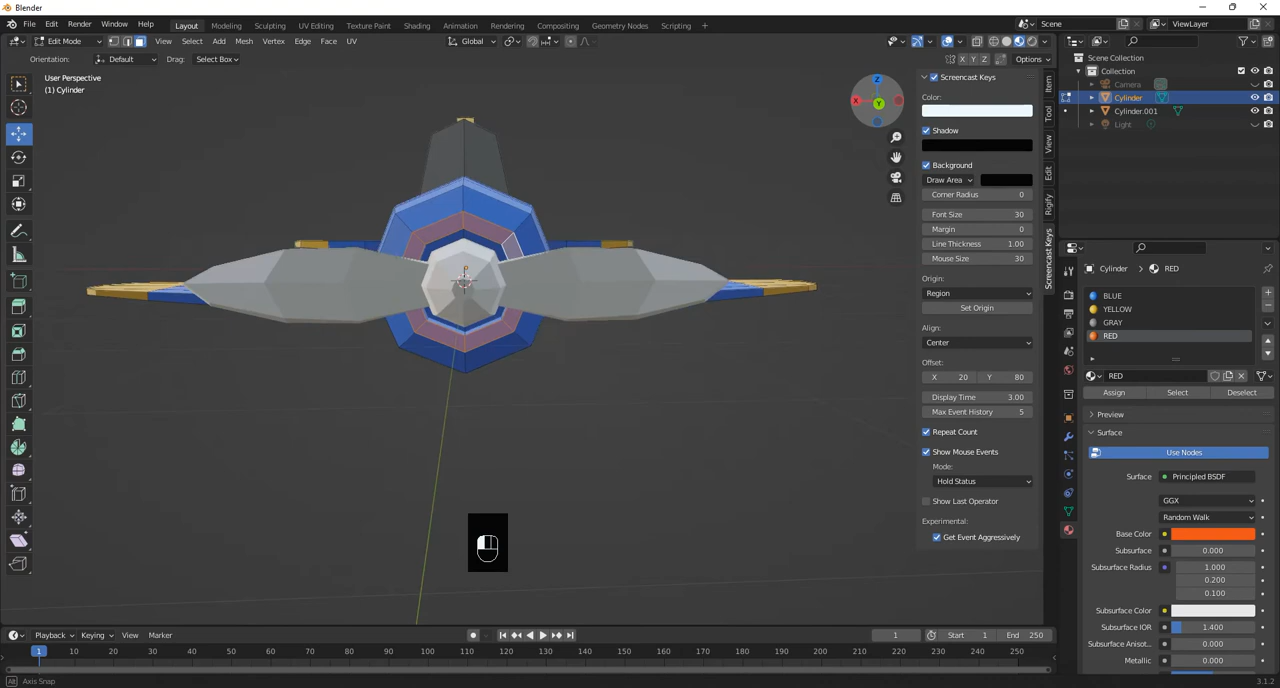 Blender
File Edit Render Window Help Layout Modeling Sculpting UV Editing Texture Paint Shading Animation Rendering Compositing Geometry Nodes Scripting + Scene ViewLayer
Edit Mode View Select Add Mesh Vertex Edge Face UV Global
Orientation: Default Drag: Select Box X Y Z Options
User Perspective
(1) Cylinder
Z
X
Y
Screencast Keys
Color:
Shadow
Background
Draw Area
Corner Radius 0
Font Size 30
Margin 0
Line Thickness 1.00
Mouse Size 30
Origin:
Region
Set Origin
Align:
Center
Offset:
X 20 Y 80
Display Time 3.00
Max Event History 5
Repeat Count
Show Mouse Events
Mode:
Hold Status
Show Last Operator
Experimental:
Get Event Aggressively
Item
Tool
View
Edit
Rigify
Screencast Keys
Scene Collection
Collection
Camera
Cylinder
Cylinder.001
Light
Cylinder RED
BLUE
YELLOW
GRAY
RED
RED
Assign Select Deselect
Preview
Surface
Use Nodes
Surface Principled BSDF
GGX
Random Walk
Base Color
Subsurface 0.000
Subsurface Radius 1.000
0.200
0.100
Subsurface Color
Subsurface IOR 1.400
Subsurface Anisot... 0.000
Metallic 0.000
Playback Keying View Marker 1 Start 1 End 250
1 10 20 30 40 50 60 70 80 90 100 110 120 130 140 150 160 170 180 190 200 210 220 230 240 250
Alt Axis Snap 3.1.2